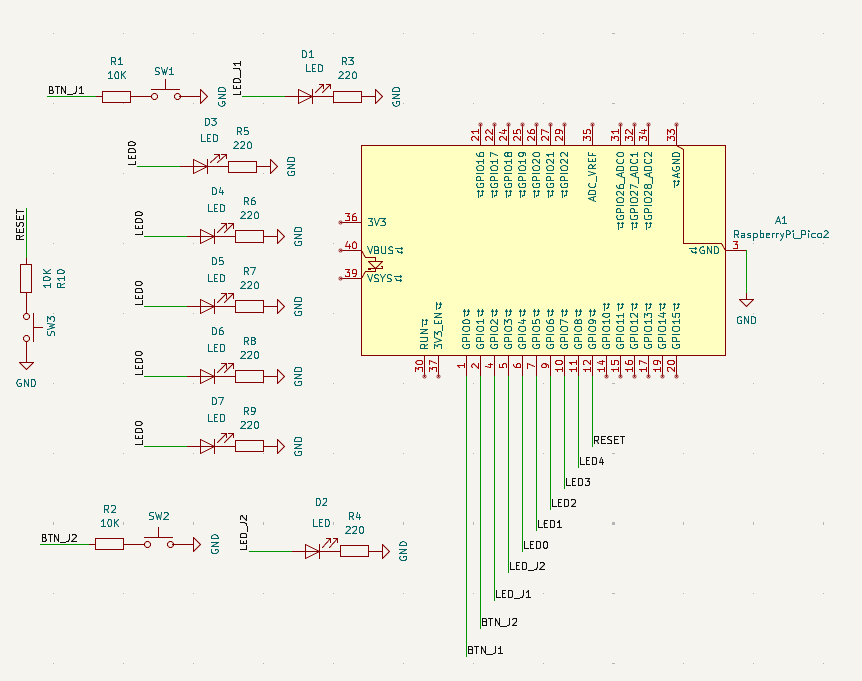 R1
10K
BTN_J1
SW1
GND
LED_J1
D1
LED
R3
220
GND
D3
LED
R5
220
LED0
GND
D4
LED
R6
220
LED0
GND
D5
LED
R7
220
LED0
GND
D6
LED
R8
220
LED0
GND
D7
LED
R9
220
LED0
GND
RESET
10K
R10
SW3
GND
R2
10K
BTN_J2
SW2
GND
LED_J2
D2
LED
R4
220
GND
21
22
24
25
26
27
29
35
31
32
34
33
GPIO16
GPIO17
GPIO18
GPIO19
GPIO20
GPIO21
GPIO22
ADC_VREF
GPIO26_ADC0
GPIO27_ADC1
GPIO28_ADC2
AGND
36
3V3
40
VBUS
39
VSYS
A1
RaspberryPi_Pico2
GND
3
GND
RUN
3V3_EN
GPIO0
GPIO1
GPIO2
GPIO3
GPIO4
GPIO5
GPIO6
GPIO7
GPIO8
GPIO9
GPIO10
GPIO11
GPIO12
GPIO13
GPIO14
GPIO15
30
37
1
2
4
5
6
7
9
10
11
12
14
15
16
17
19
20
RESET
LED4
LED3
LED2
LED1
LED0
LED_J2
LED_J1
BTN_J2
BTN_J1